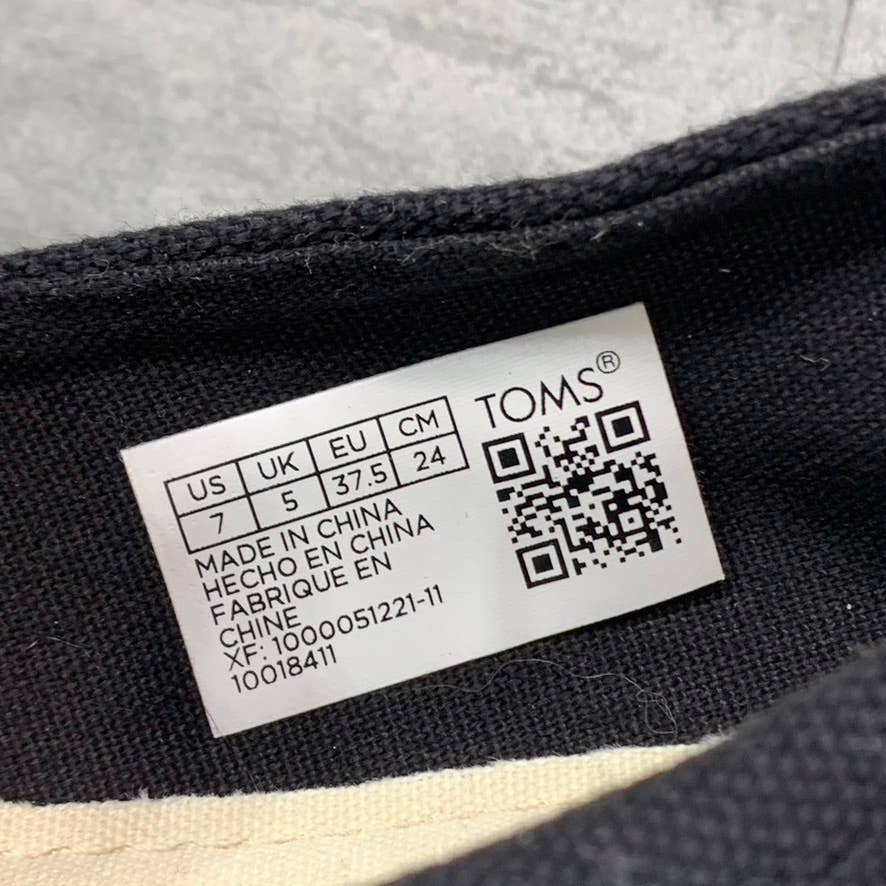 US UK EU CM
7 5 37.5 24
MADE IN CHINA
HECHO EN CHINA
FABRIQUE EN
CHINE
XF: 1000051221-11
10018411
TOMS®